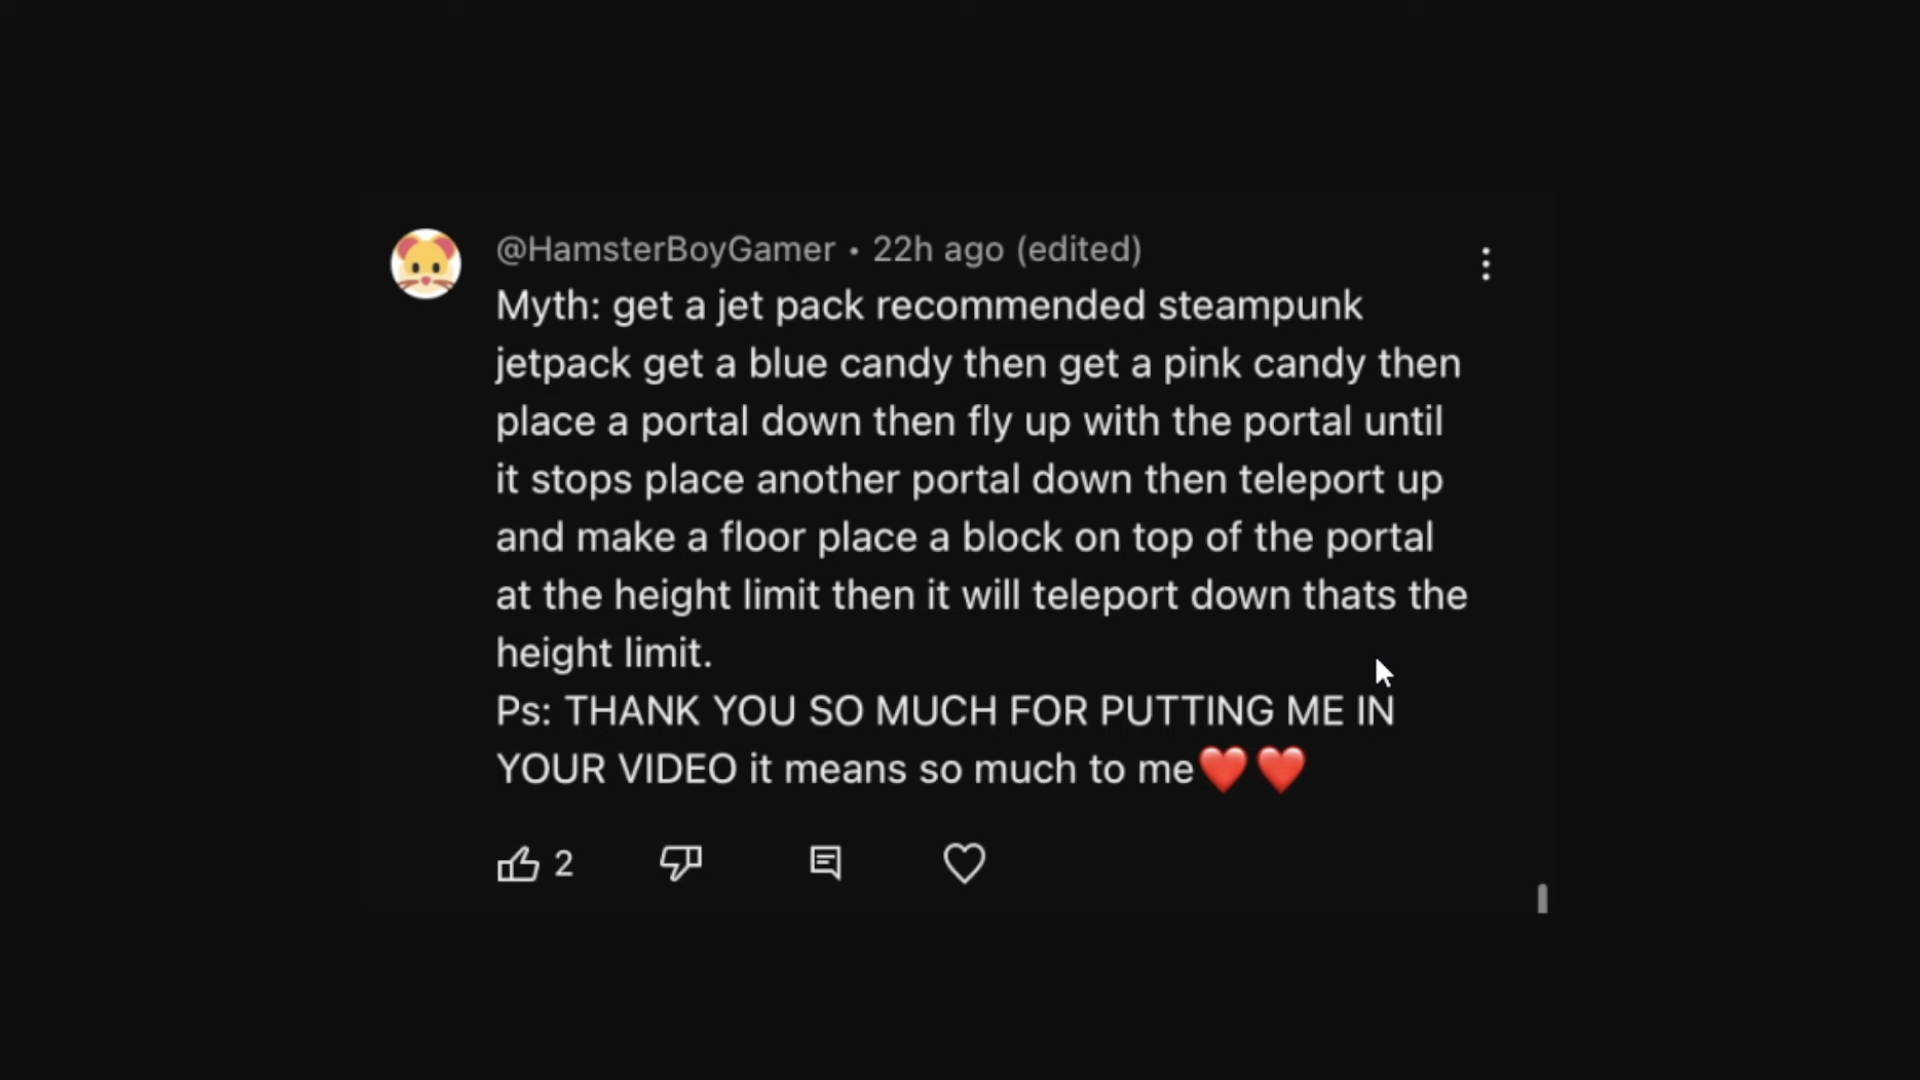 @HamsterBoyGamer • 22h ago (edited)
Myth: get a jet pack recommended steampunk
jetpack get a blue candy then get a pink candy then
place a portal down then fly up with the portal until
it stops place another portal down then teleport up
and make a floor place a block on top of the portal
at the height limit then it will teleport down thats the
height limit.
Ps: THANK YOU SO MUCH FOR PUTTING ME IN
YOUR VIDEO it means so much to me❤️❤️
2